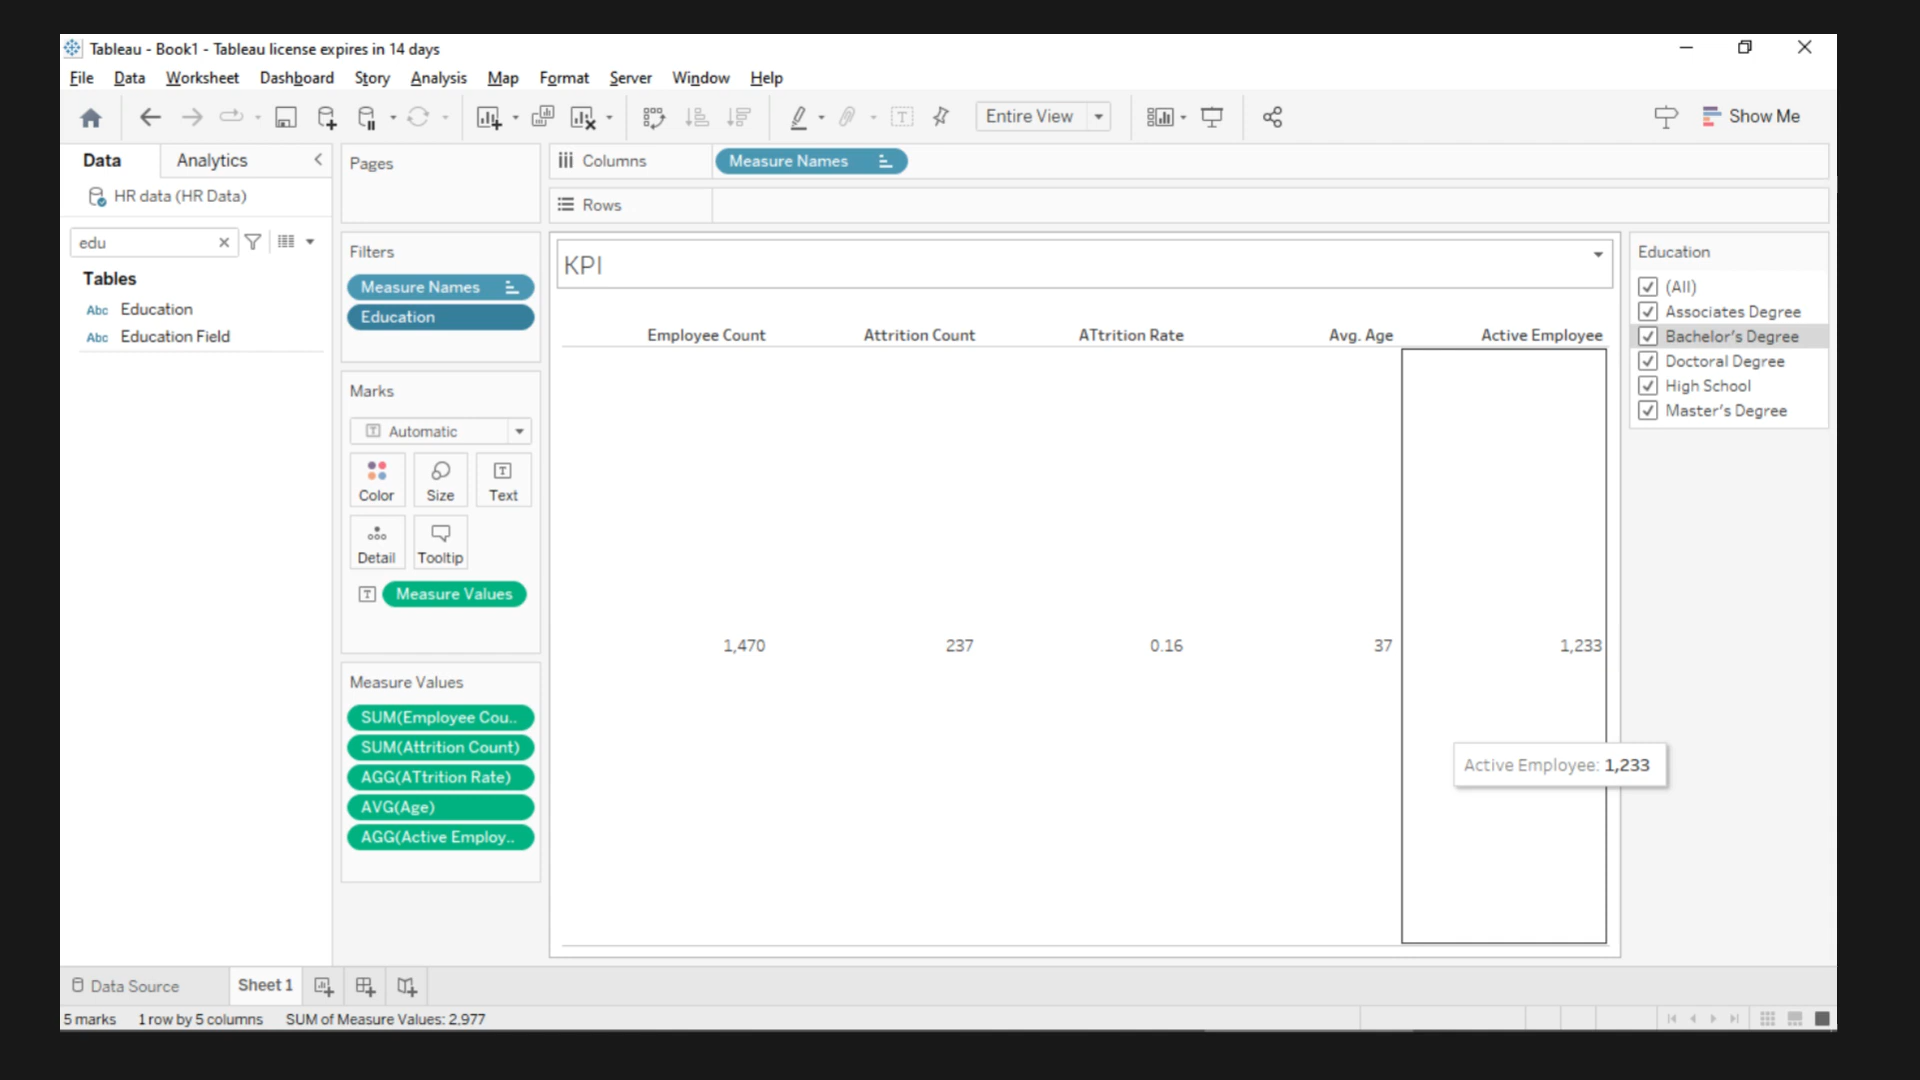 Tableau - Book1 - Tableau license expires in 14 days
File Data Worksheet Dashboard Story Analysis Map Format Server Window Help
Entire View
Show Me
Data Analytics
HR data (HR Data)
edu
Tables
Abc Education
Abc Education Field
Pages
Columns Measure Names
Rows
Filters
Measure Names
Education
Marks
Automatic
Color Size Text
Detail Tooltip
Measure Values
Measure Values
SUM(Employee Cou..
SUM(Attrition Count)
AGG(ATtrition Rate)
AVG(Age)
AGG(Active Employ..
KPI
Employee Count Attrition Count ATtrition Rate Avg. Age Active Employee
1,470 237 0.16 37 1,233
Active Employee: 1,233
Education
(All)
Associates Degree
Bachelor's Degree
Doctoral Degree
High School
Master's Degree
Data Source Sheet 1
5 marks 1 row by 5 columns SUM of Measure Values: 2,977